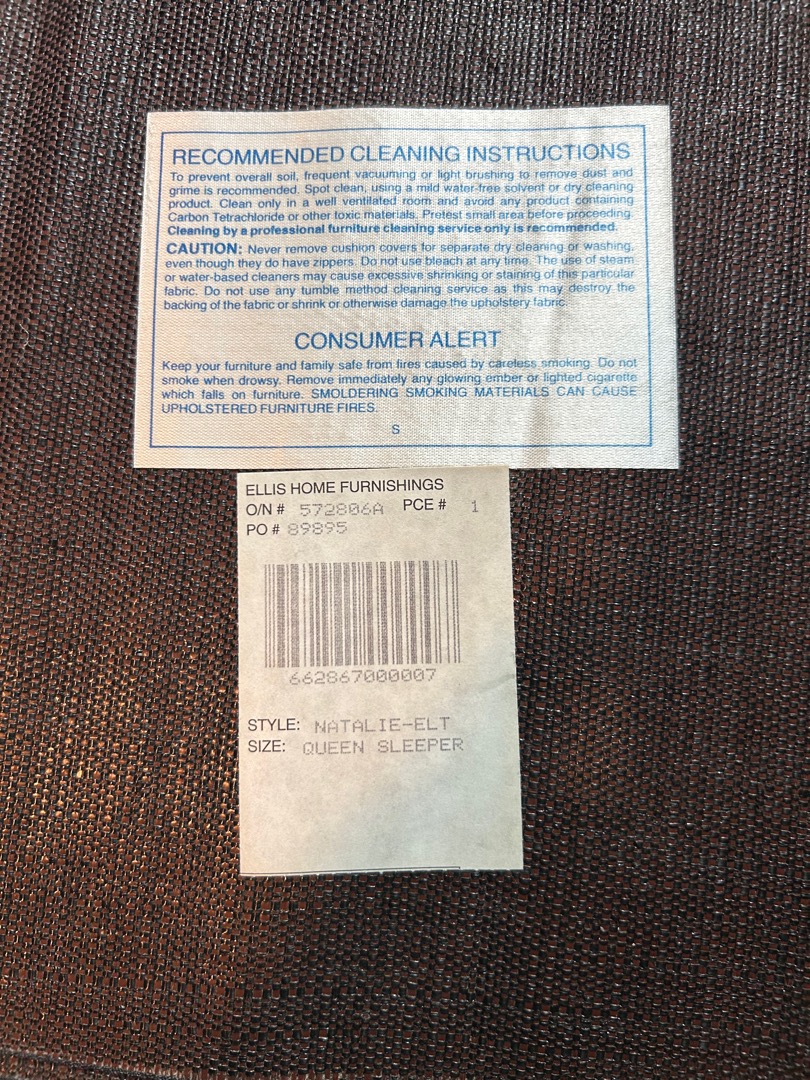 RECOMMENDED CLEANING INSTRUCTIONS
To prevent overall soil, frequent vacuuming or light brushing to remove dust and
grime is recommended. Spot clean, using a mild water-free solvent or dry cleaning
product. Clean only in a well ventilated room and avoid any product containing
Carbon Tetrachloride or other toxic materials. Pretest small area before proceeding.
Cleaning by a professional furniture cleaning service only is recommended.
CAUTION: Never remove cushion covers for separate dry cleaning or washing,
even though they do have zippers. Do not use bleach at any time. The use of steam
or water-based cleaners may cause excessive shrinking or staining of this particular
fabric. Do not use any tumble method cleaning service as this may destroy the
backing of the fabric or shrink or otherwise damage the upholstery fabric.
CONSUMER ALERT
Keep your furniture and family safe from fires caused by careless smoking. Do not
smoke when drowsy. Remove immediately any glowing ember or lighted cigarette
which falls on furniture. SMOLDERING SMOKING MATERIALS CAN CAUSE
UPHOLSTERED FURNITURE FIRES.
S
ELLIS HOME FURNISHINGS
O/N # 572806A PCE # 1
PO # 89895
662867000007
STYLE: NATALIE-ELT
SIZE: QUEEN SLEEPER